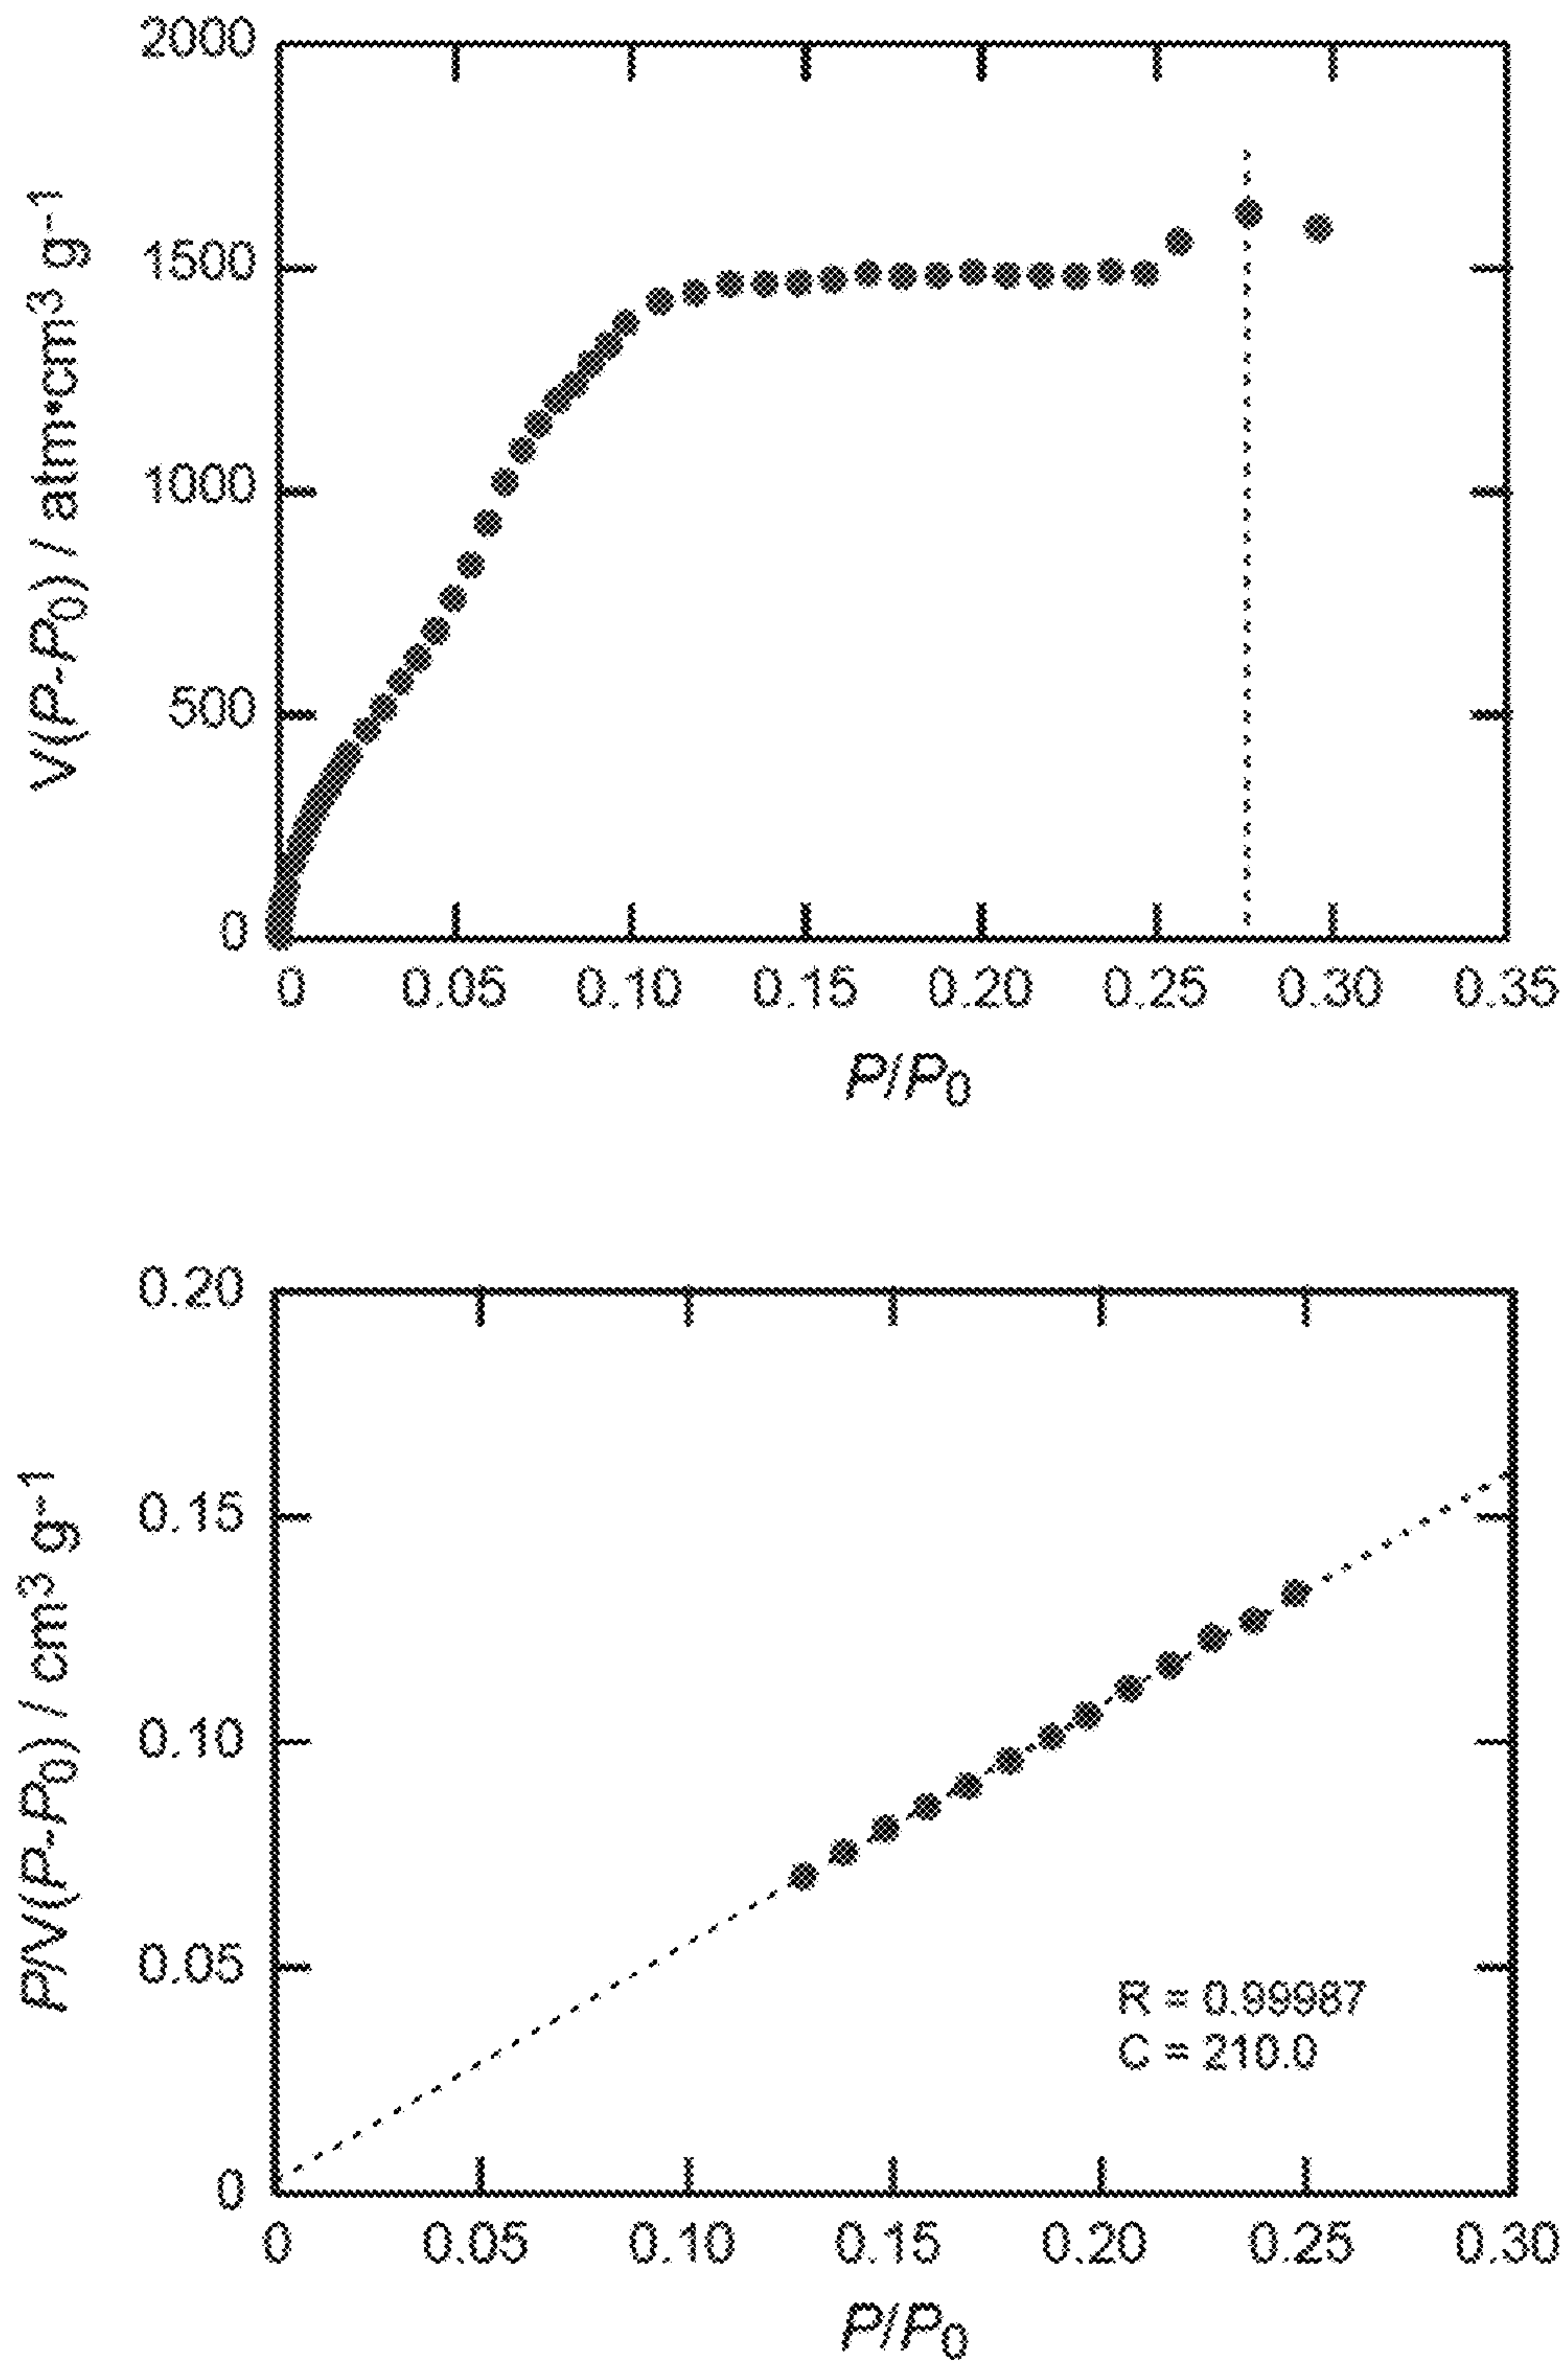 V(P-P0) / atm•cm3 g-1
2000
1500
1000
500
0
0 0.05 0.10 0.15 0.20 0.25 0.30 0.35
P/P0
P/V(P-P0) / cm3 g-1
0.20
0.15
0.10
0.05
0
R = 0.99987
C = 210.0
0 0.05 0.10 0.15 0.20 0.25 0.30
P/P0